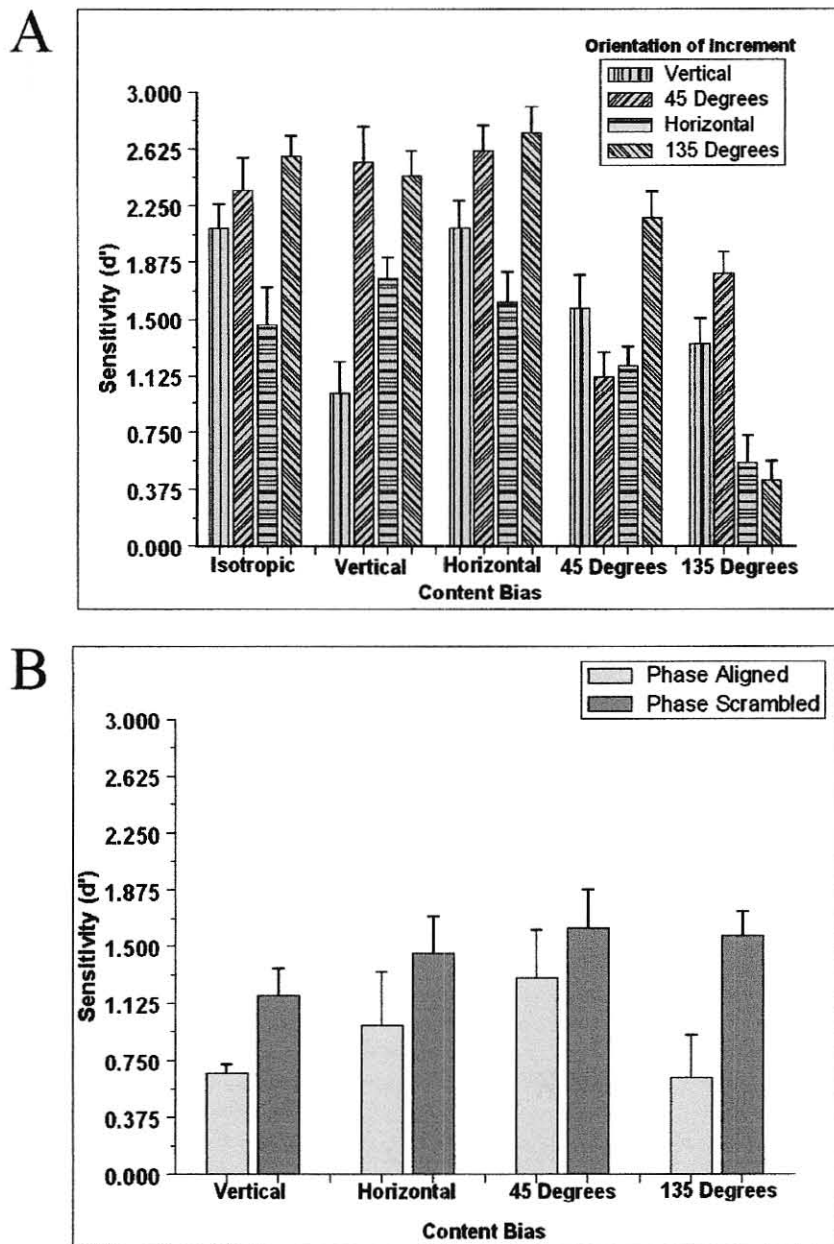 A
Orientation of Increment
Vertical
45 Degrees
Horizontal
135 Degrees
Sensitivity (d')
3.000
2.625
2.250
1.875
1.500
1.125
0.750
0.375
0.000
Isotropic Vertical Horizontal 45 Degrees 135 Degrees
Content Bias
B
Phase Aligned
Phase Scrambled
Sensitivity (d')
3.000
2.625
2.250
1.875
1.500
1.125
0.750
0.375
0.000
Vertical Horizontal 45 Degrees 135 Degrees
Content Bias